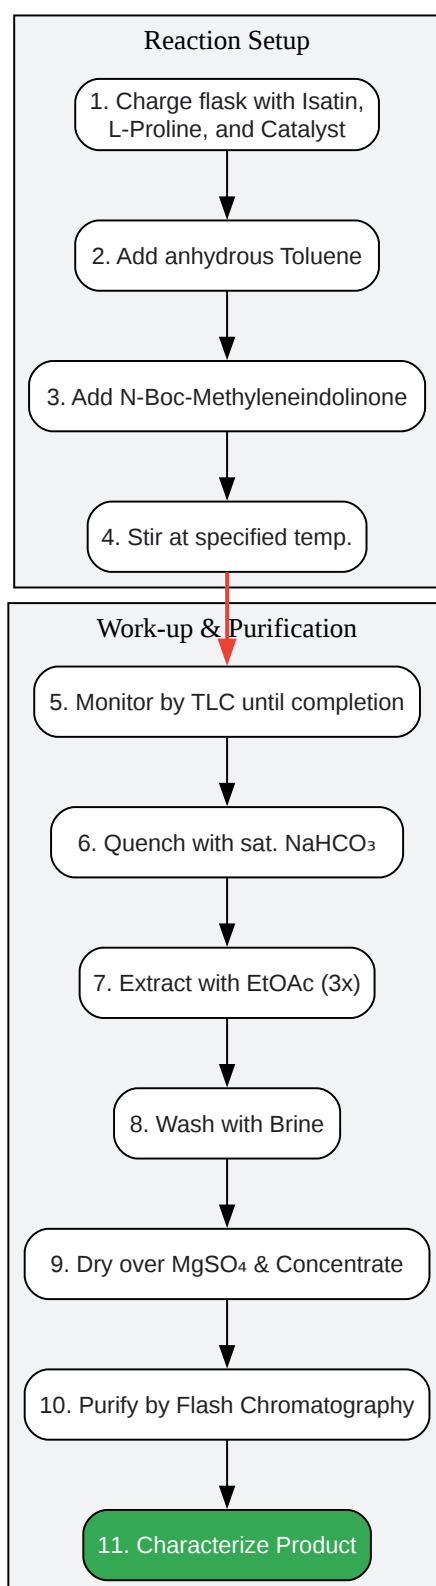 Reaction Setup
1. Charge flask with Isatin,
L-Proline, and Catalyst
2. Add anhydrous Toluene
3. Add N-Boc-Methyleneindolinone
4. Stir at specified temp.
Work-up & Purification
5. Monitor by TLC until completion
6. Quench with sat. NaHCO₃
7. Extract with EtOAc (3x)
8. Wash with Brine
9. Dry over MgSO₄ & Concentrate
10. Purify by Flash Chromatography
11. Characterize Product